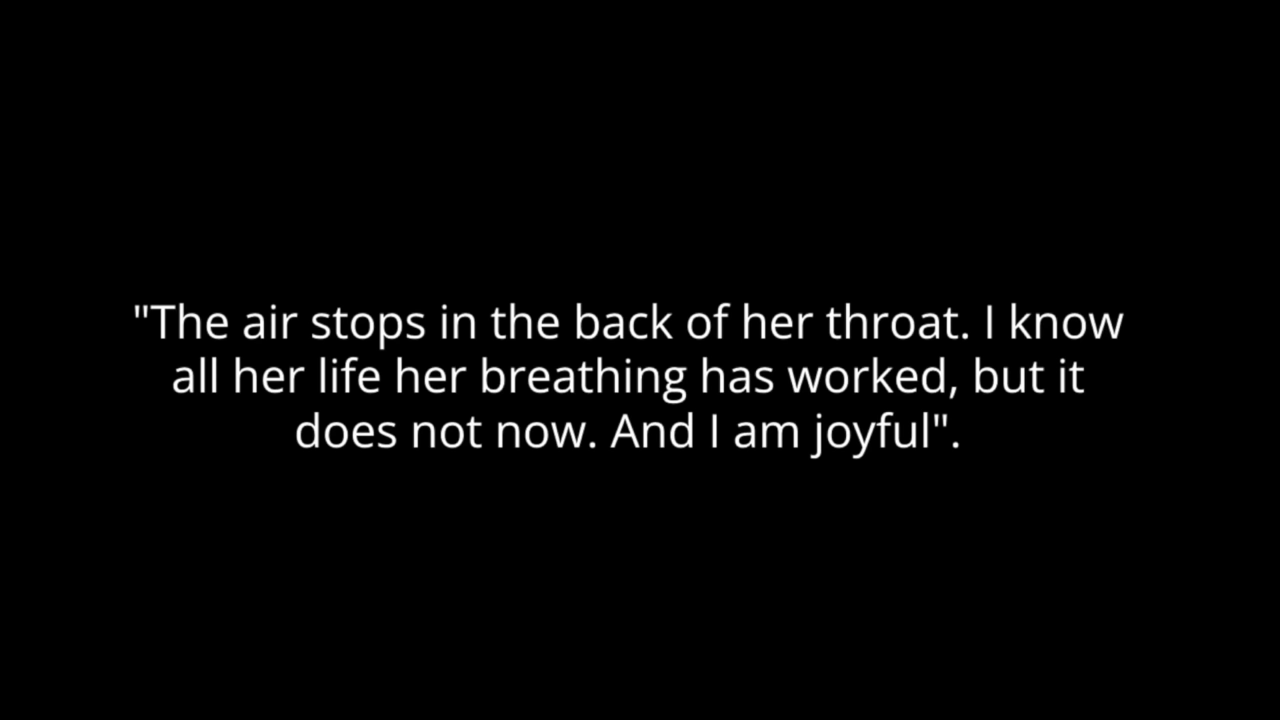 "The air stops in the back of her throat. I know
all her life her breathing has worked, but it
does not now. And I am joyful".